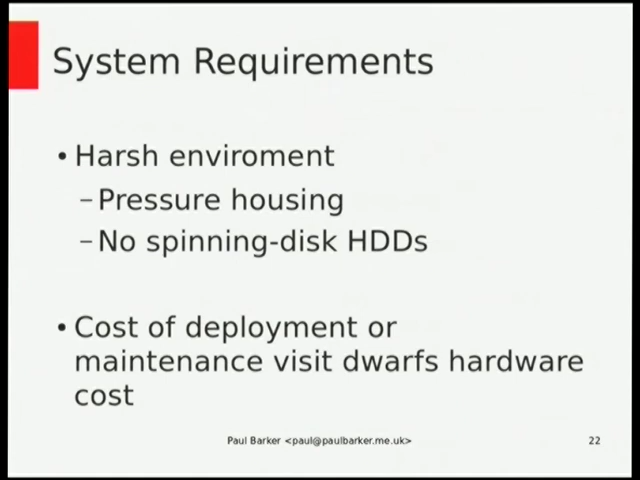 System Requirements
• Harsh enviroment
– Pressure housing
– No spinning-disk HDDs
• Cost of deployment or
maintenance visit dwarfs hardware
cost
Paul Barker <paul@paulbarker.me.uk>
22